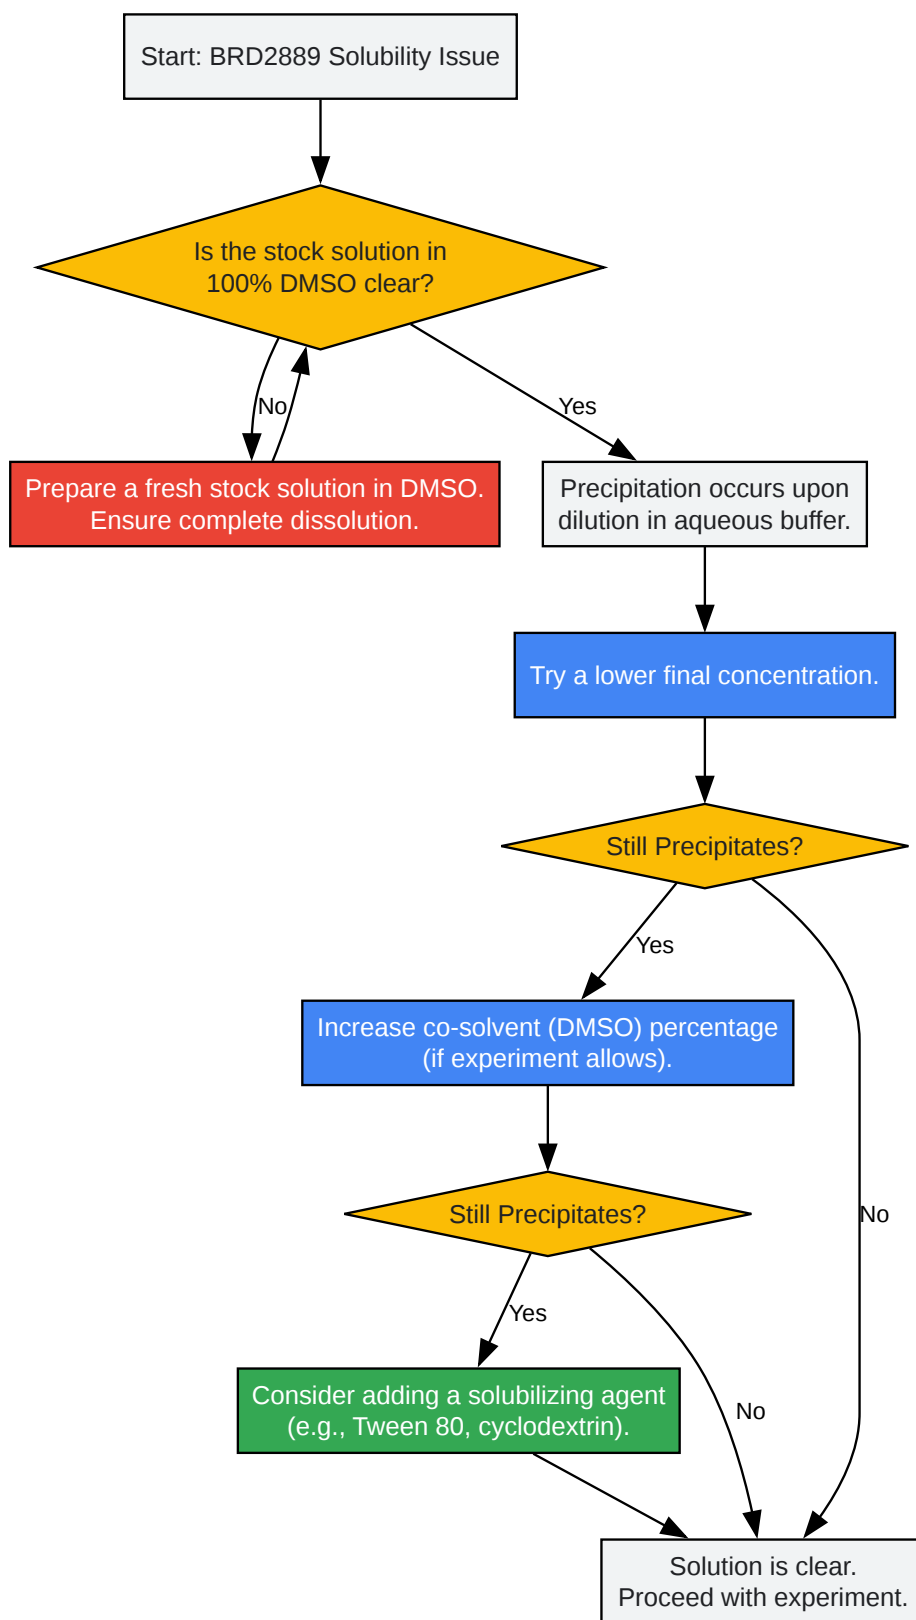 Start: BRD2889 Solubility Issue
Is the stock solution in
100% DMSO clear?
No
Yes
Prepare a fresh stock solution in DMSO.
Ensure complete dissolution.
Precipitation occurs upon
dilution in aqueous buffer.
Try a lower final concentration.
Still Precipitates?
Yes
Increase co-solvent (DMSO) percentage
(if experiment allows).
Still Precipitates?
No
Yes
Consider adding a solubilizing agent
(e.g., Tween 80, cyclodextrin).
No
Solution is clear.
Proceed with experiment.